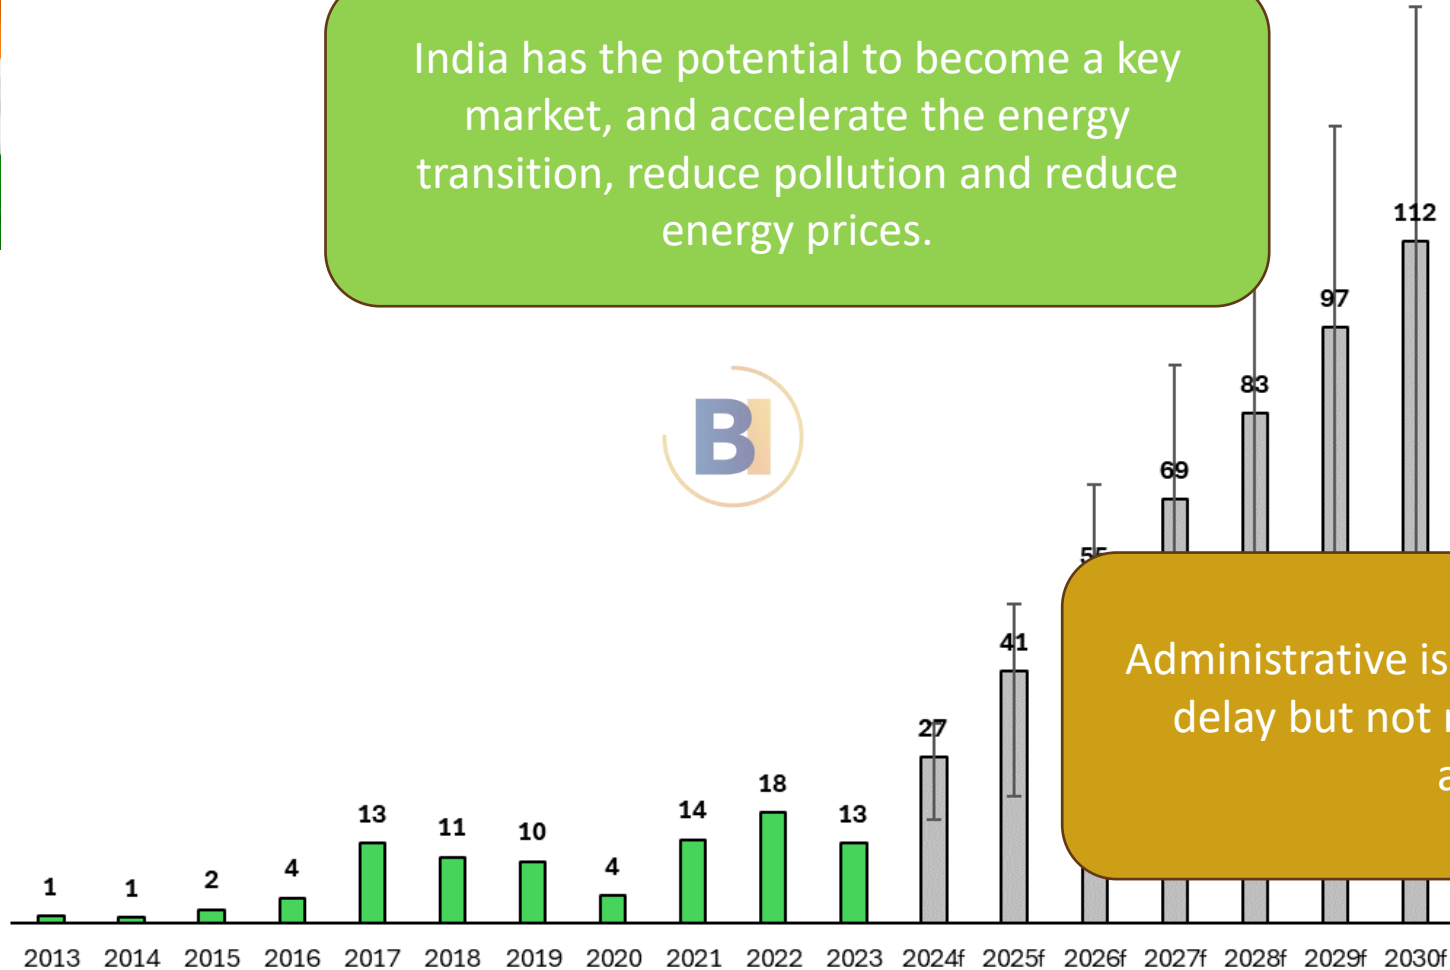 India has the potential to become a key
market, and accelerate the energy
transition, reduce pollution and reduce
energy prices.
112
97
83
BI
69
55
41
Administrative is
delay but not
27
a
18
14
13
13
11
10
4
4
2
1
1
2013 2014 2015 2016 2017 2018 2019 2020 2021 2022 2023 2024f 2025f 2026f 2027f 2028f 2029f 2030f